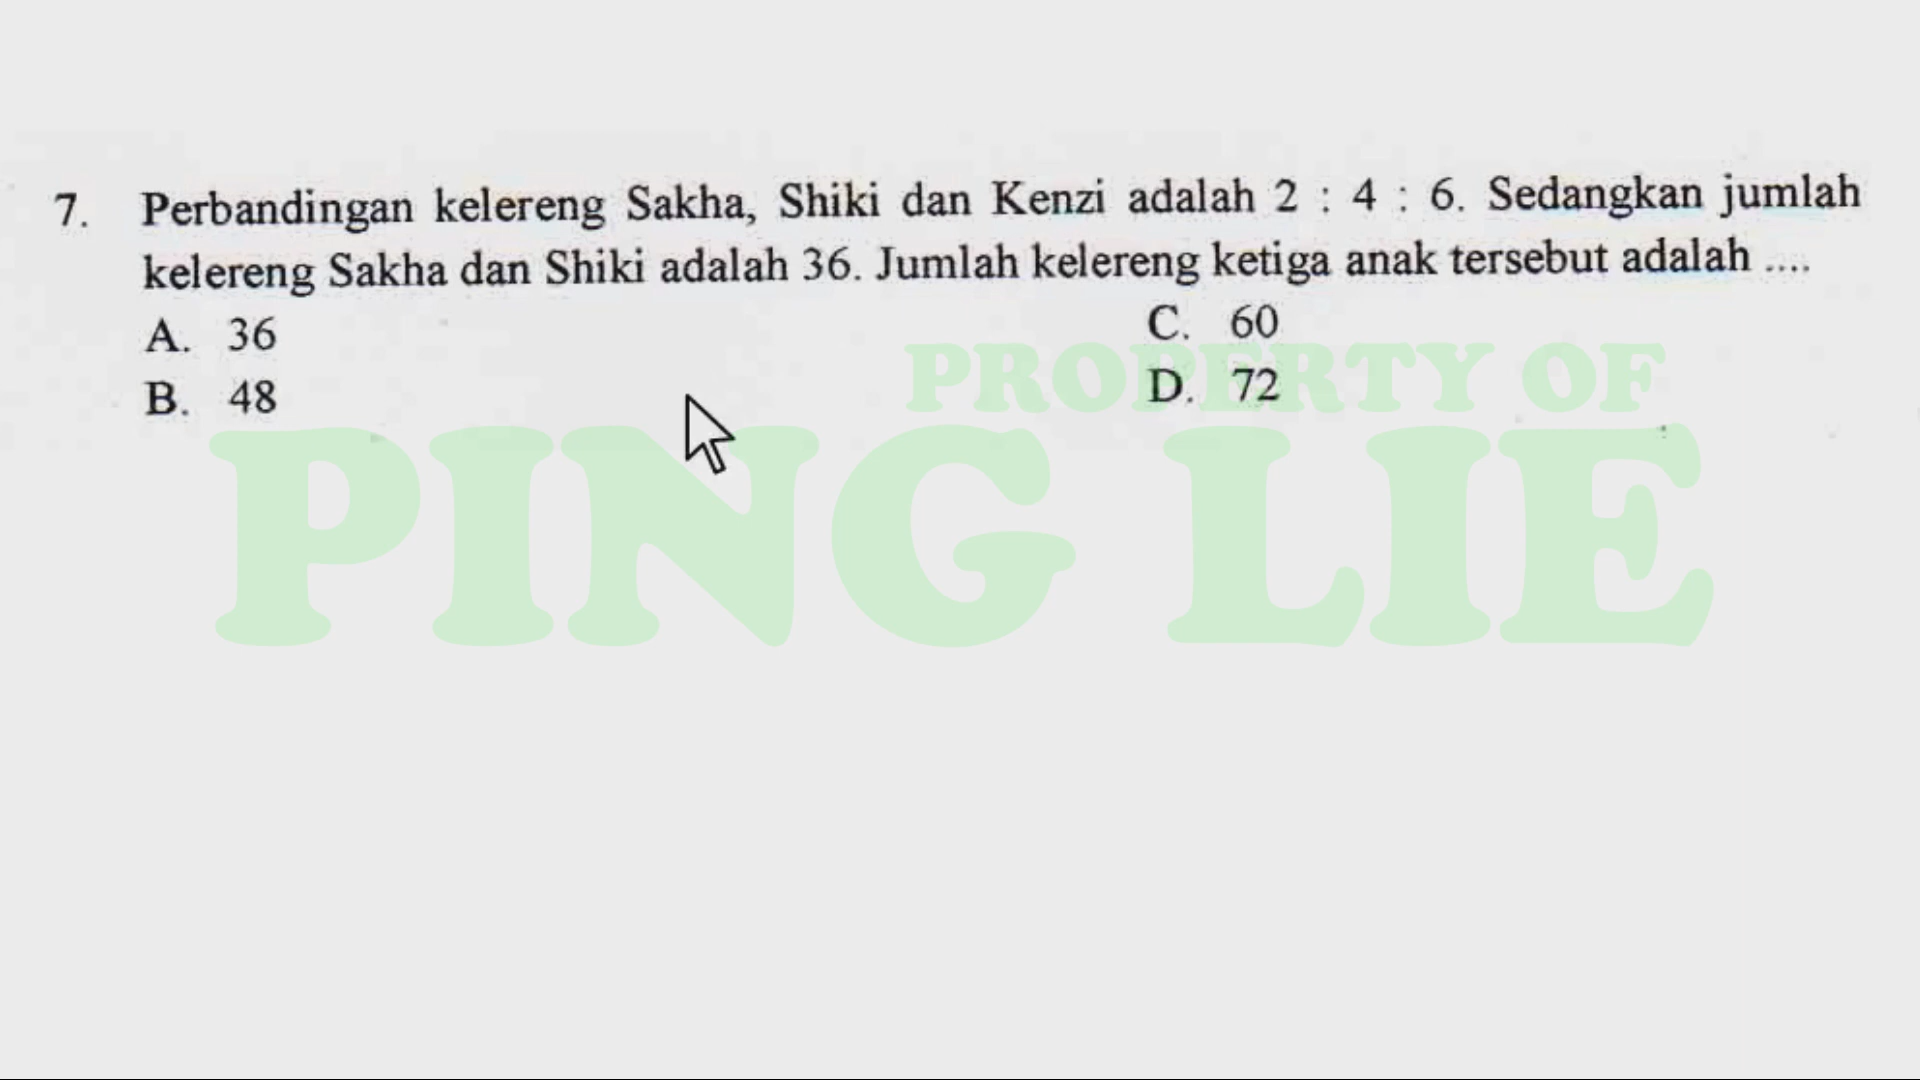 7. Perbandingan kelereng Sakha, Shiki dan Kenzi adalah 2 : 4 : 6. Sedangkan jumlah
kelereng Sakha dan Shiki adalah 36. Jumlah kelereng ketiga anak tersebut adalah ....
A. 36
C. 60
B. 48
D. 72
PROPERTY OF
PING LIE